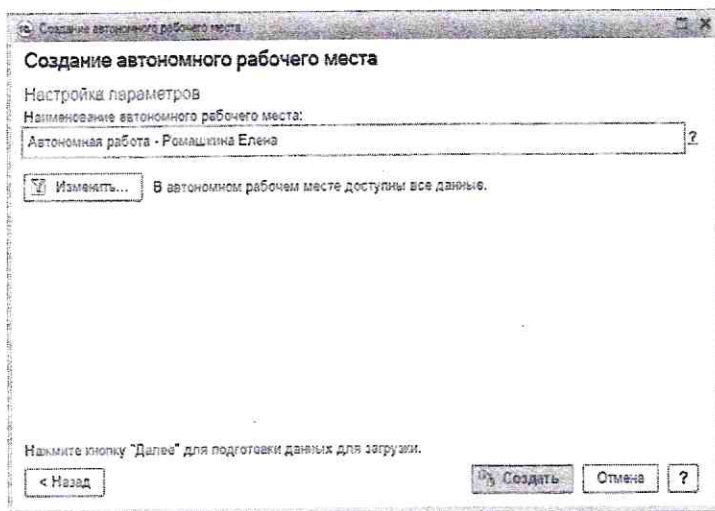 Создание автономного рабочего места
Создание автономного рабочего места
Настройка параметров
Наименование автономного рабочего места:
Автономная работа - Ромашкина Елена
?
Изменить... В автономном рабочем месте доступны все данные.
Нажмите кнопку "Далее" для подготовки данных для загрузки.
< Назад Создать Отмена ?